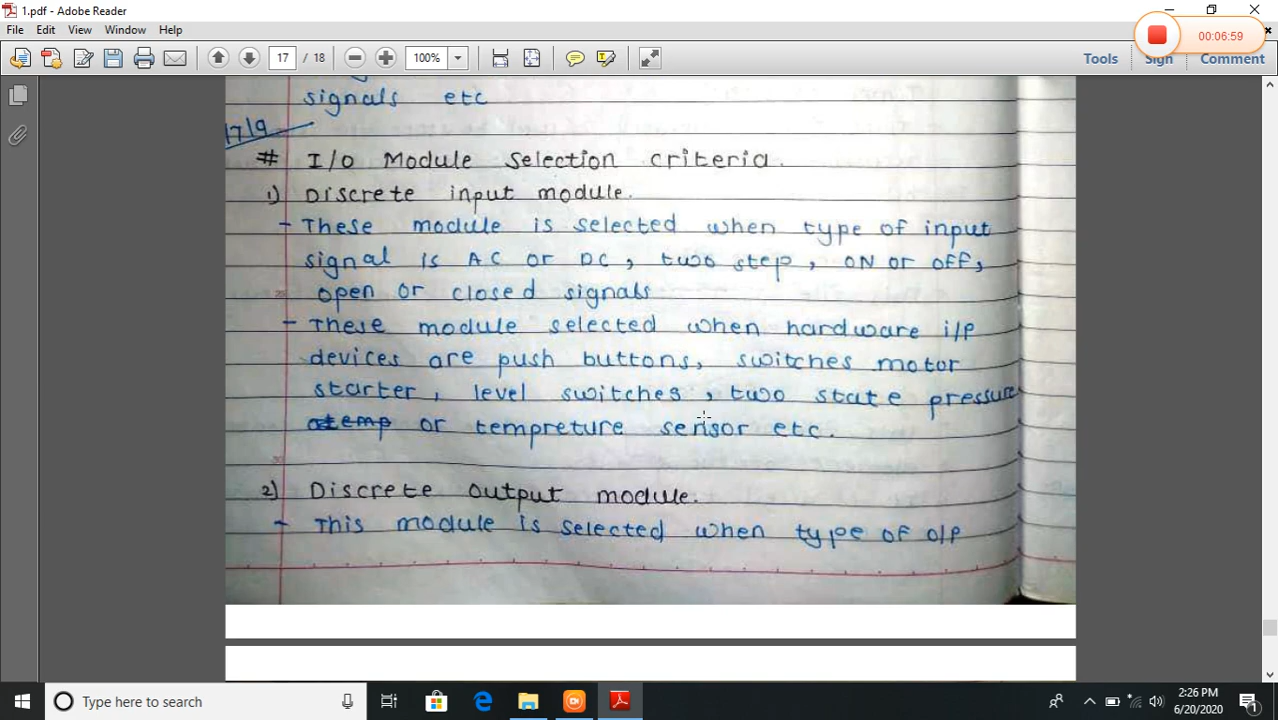 1.pdf - Adobe Reader
File Edit View Window Help
00:06:59
17 / 18 100% Tools Sign Comment
signals etc
17/9
# I/O Module Selection criteria.
1) Discrete input module.
- These module is selected when type of input
signal is AC or DC, two step, ON or OFF,
open or closed signals
- These module selected when hardware i/p
devices are push buttons, switches motor
starter, level switches, two state pressure
or tempreture sensor etc.
2) Discrete output module.
- This module is selected when type of o/p
Type here to search
2:26 PM
6/20/2020
1